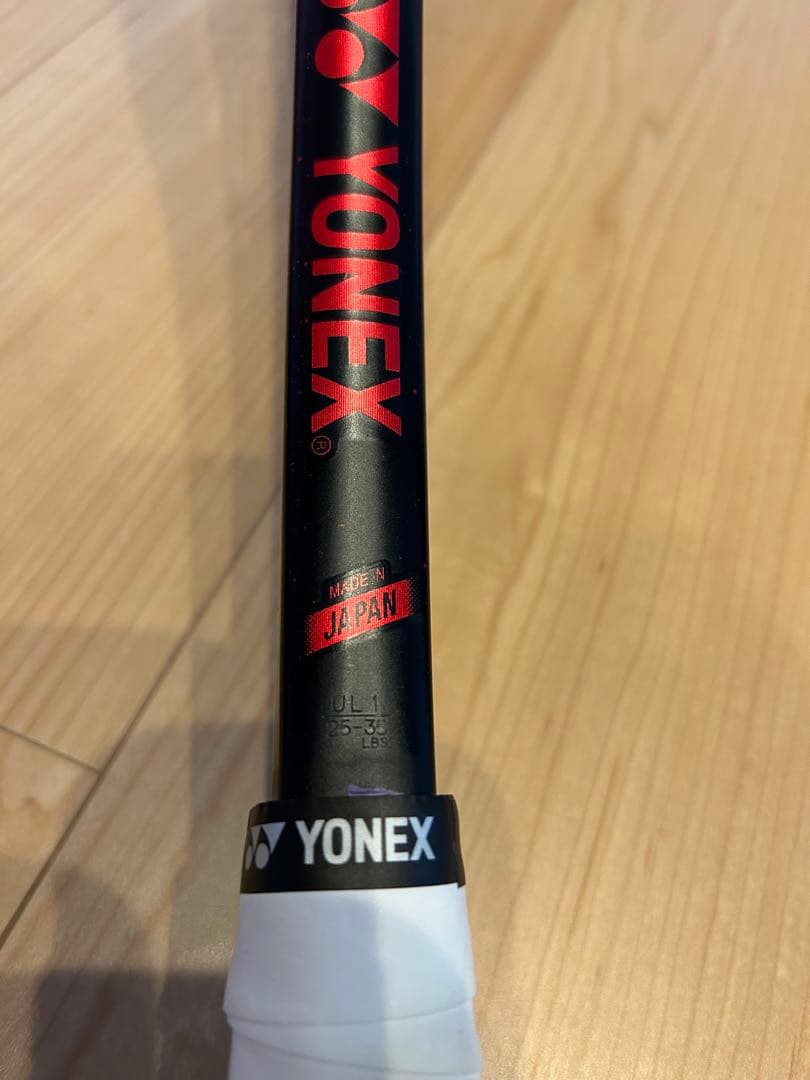 YONEX
®
MADE IN
JAPAN
UL1
25-35
LBS
YONEX